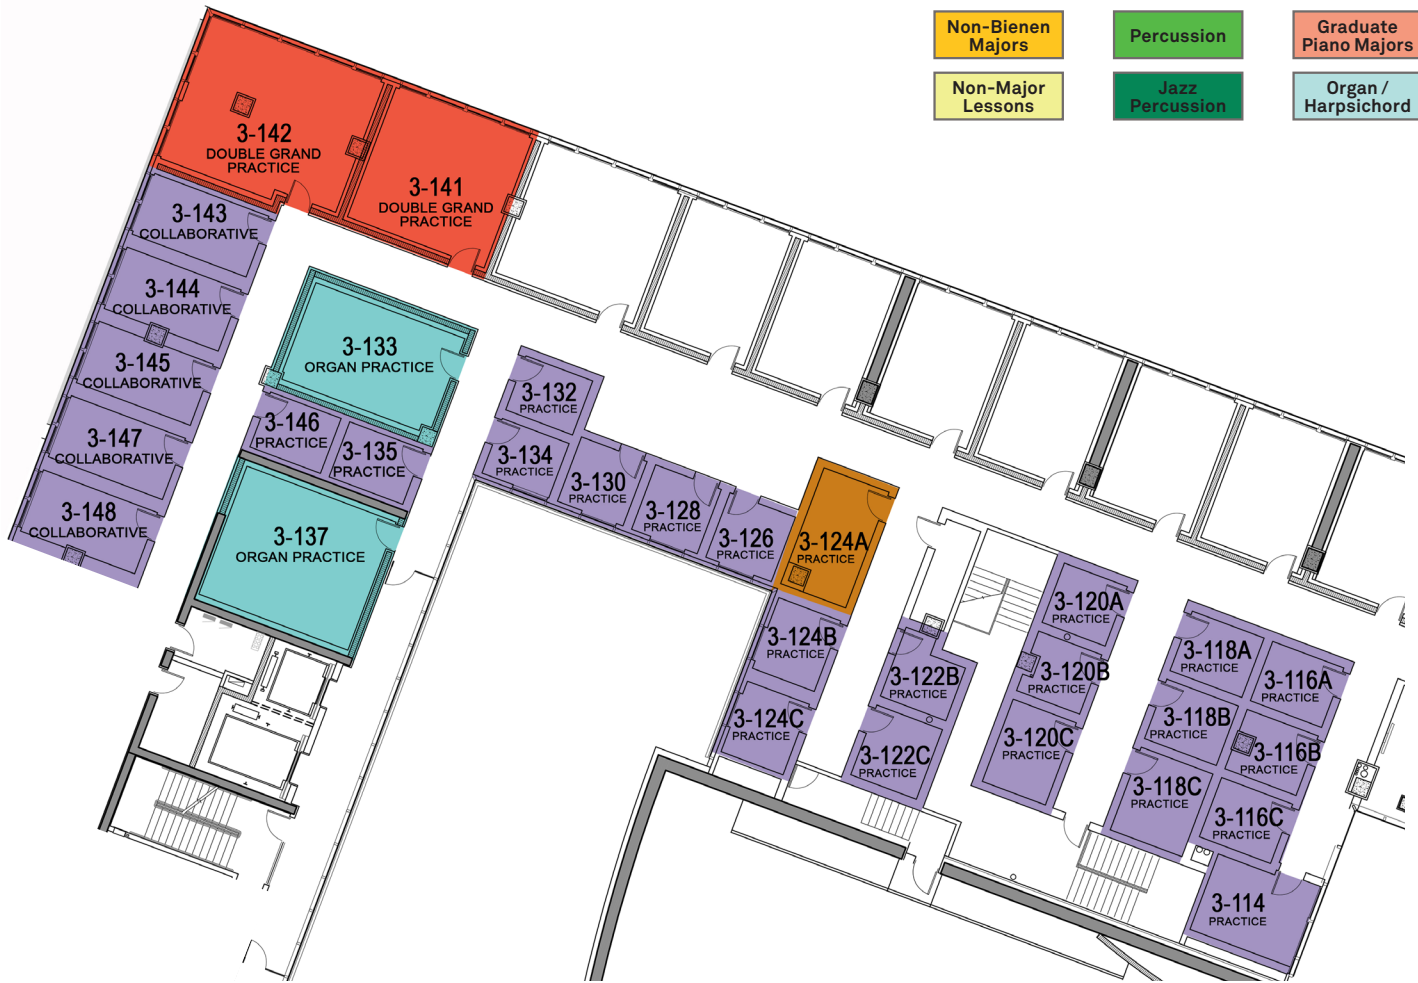 Non-Bienen
Majors
Percussion
Graduate
Piano Majors
Non-Major
Lessons
Jazz
Percussion
Organ /
Harpsichord
3-142
DOUBLE GRAND
PRACTICE
3-141
DOUBLE GRAND
PRACTICE
3-143
COLLABORATIVE
3-144
COLLABORATIVE
3-145
COLLABORATIVE
3-147
COLLABORATIVE
3-148
COLLABORATIVE
3-133
ORGAN PRACTICE
3-146
PRACTICE
3-135
PRACTICE
3-137
ORGAN PRACTICE
3-132
PRACTICE
3-134
PRACTICE
3-130
PRACTICE
3-128
PRACTICE
3-126
PRACTICE
3-124A
PRACTICE
3-124B
PRACTICE
3-124C
PRACTICE
3-122B
PRACTICE
3-122C
PRACTICE
3-120A
PRACTICE
3-120B
PRACTICE
3-120C
PRACTICE
3-118A
PRACTICE
3-116A
PRACTICE
3-118B
PRACTICE
3-116B
PRACTICE
3-118C
PRACTICE
3-116C
PRACTICE
3-114
PRACTICE